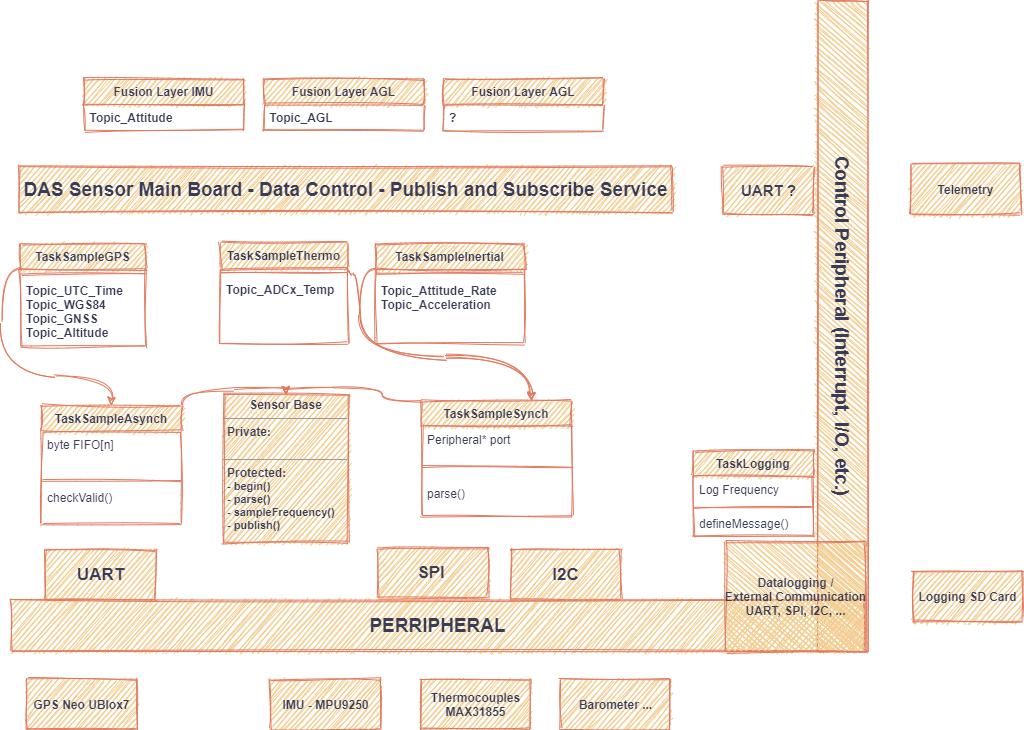 Fusion Layer IMU
Topic_Attitude
Fusion Layer AGL
Topic_AGL
Fusion Layer AGL
?
DAS Sensor Main Board - Data Control - Publish and Subscribe Service
UART ?
Control Peripheral (Interrupt, I/O, etc.)
Telemetry
TaskSampleGPS
Topic_UTC_Time
Topic_WGS84
Topic_GNSS
Topic_Altitude
TaskSampleThermo
Topic_ADCx_Temp
TaskSampleInertial
Topic_Attitude_Rate
Topic_Acceleration
TaskSampleAsynch
byte FIFO[n]
checkValid()
Sensor Base
Private:
Protected:
- begin()
- parse()
- sampleFrequency()
- publish()
TaskSampleSynch
Peripheral* port
parse()
TaskLogging
Log Frequency
defineMessage()
UART
SPI
I2C
Datalogging /
External Communication
UART, SPI, I2C, ...
Logging SD Card
PERRIPHERAL
GPS Neo UBlox7
IMU - MPU9250
Thermocouples
MAX31855
Barometer ...